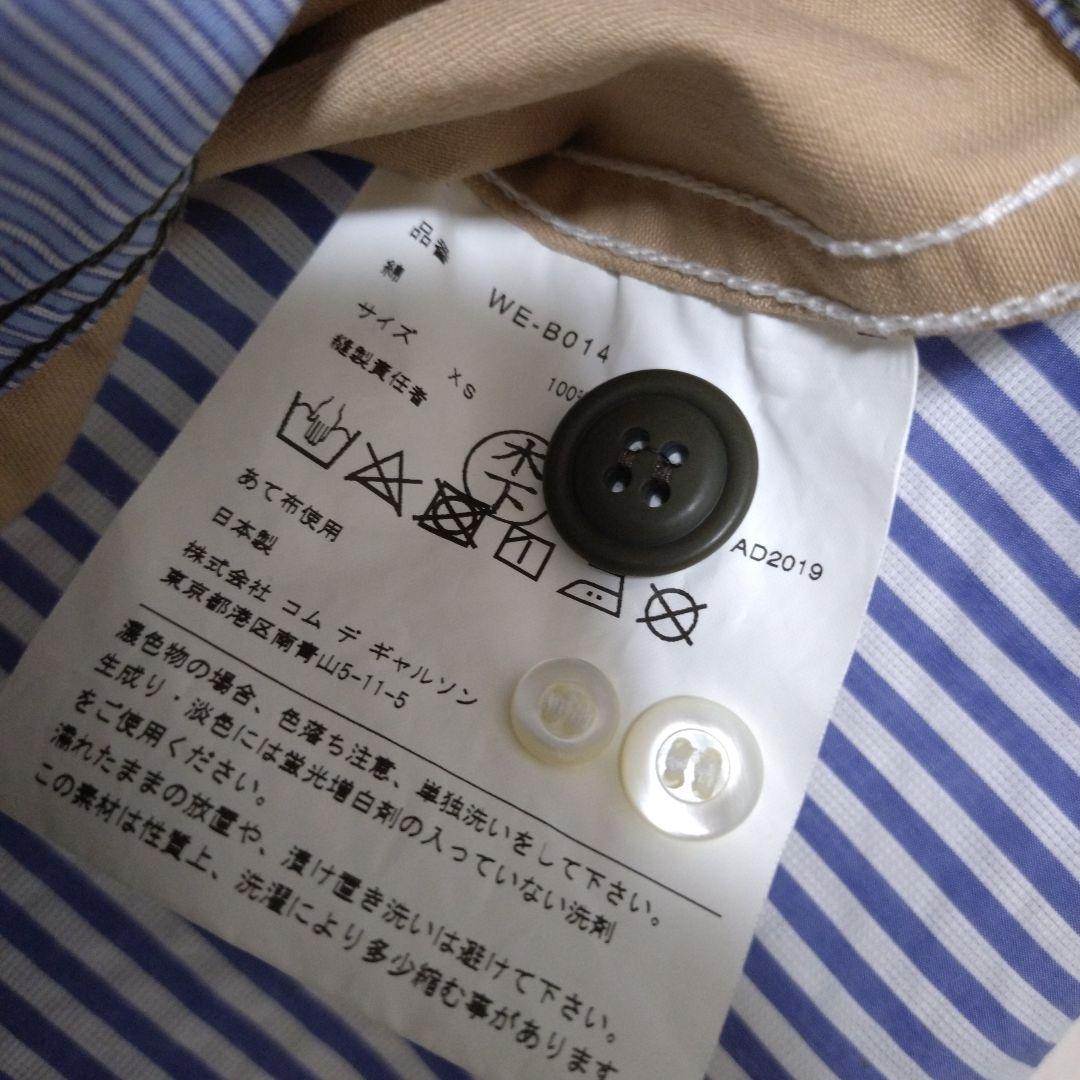 品番 WE-B014
綿 100%
サイズ XS
縫製責任者 木下
AD2019
あて布使用
日本製
株式会社 コム デ ギャルソン
東京都港区南青山5-11-5
濃色物の場合、色落ち注意、単独洗いをして下さい。
生成り・淡色には蛍光増白剤の入っていない洗剤
をご使用ください。
濡れたままの放置や、漬け置き洗いは避けて下さい。
この素材は性質上、洗濯により多少縮む事があります